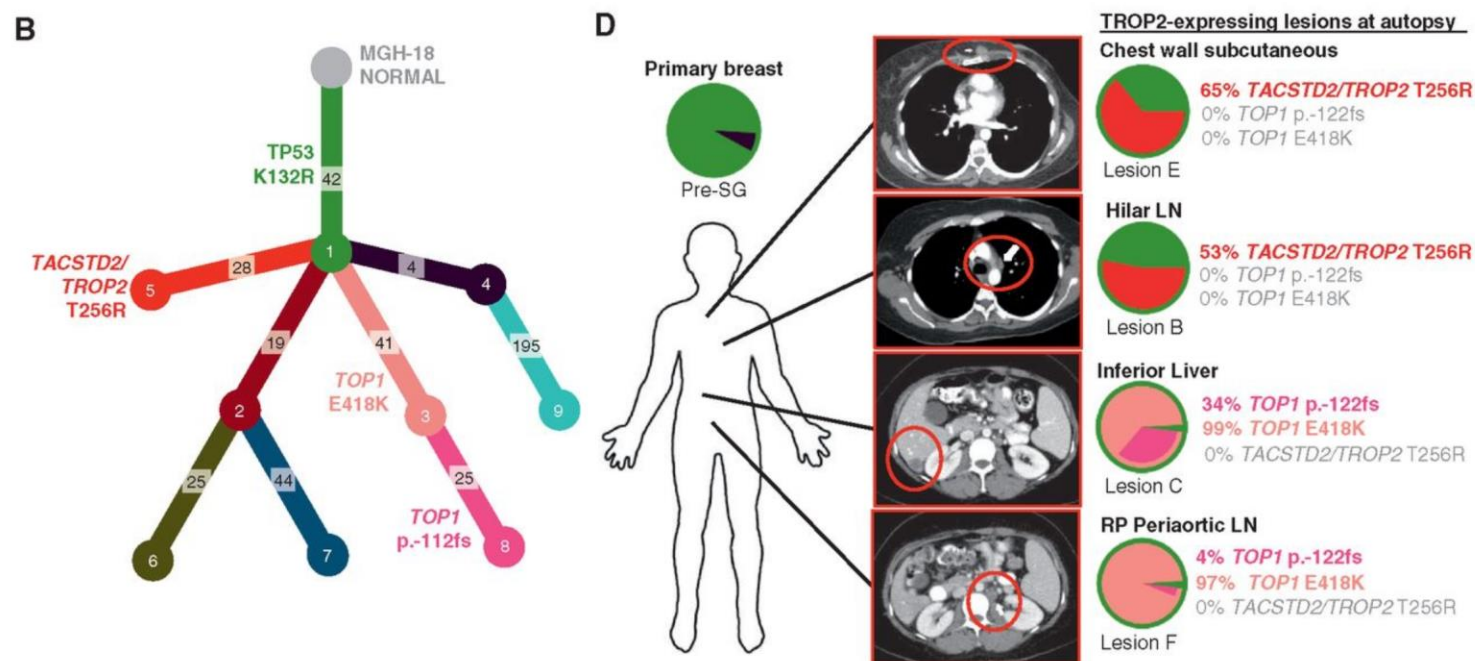 B
MGH-18
NORMAL
TP53
K132R
42
1
TACSTD2/
TROP2
T256R
28
5
4
4
19
41
195
TOP1
E418K
2
3
9
25
44
25
TOP1
p.-112fs
6
7
8
D
Primary breast
Pre-SG
TROP2-expressing lesions at autopsy
Chest wall subcutaneous
65% TACSTD2/TROP2 T256R
0% TOP1 p.-122fs
0% TOP1 E418K
Lesion E
Hilar LN
53% TACSTD2/TROP2 T256R
0% TOP1 p.-122fs
0% TOP1 E418K
Lesion B
Inferior Liver
34% TOP1 p.-122fs
99% TOP1 E418K
0% TACSTD2/TROP2 T256R
Lesion C
RP Periaortic LN
4% TOP1 p.-122fs
97% TOP1 E418K
0% TACSTD2/TROP2 T256R
Lesion F